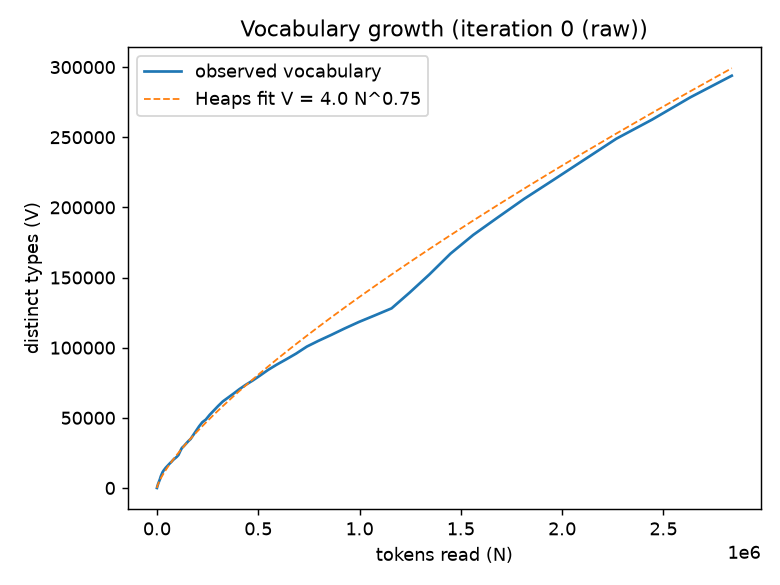 Vocabulary growth (iteration 0 (raw))
observed vocabulary
Heaps fit V = 4.0 N^0.75
300000
250000
200000
150000
100000
50000
0
distinct types (V)
0.0 0.5 1.0 1.5 2.0 2.5
1e6
tokens read (N)